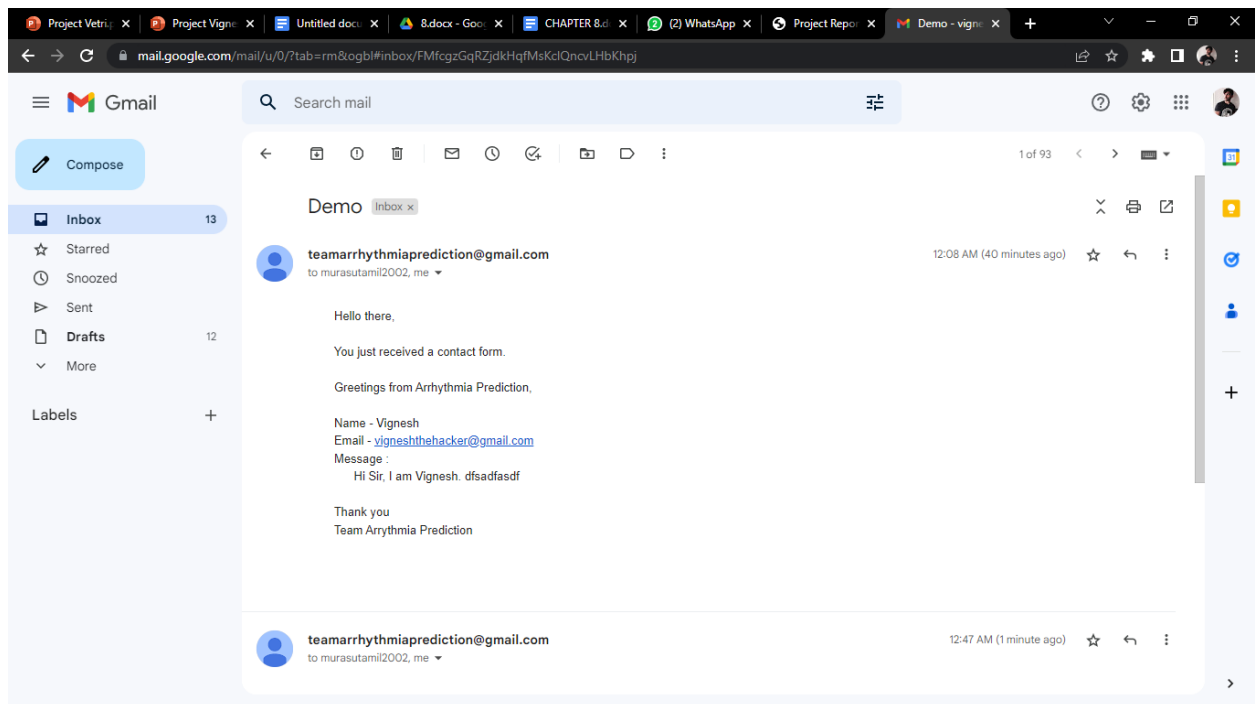 Project Vetri.p
Project Vigne
Untitled docu
8.docx - Goog
CHAPTER 8.d
(2) WhatsApp
Project Repor
Demo - vigne
mail.google.com/mail/u/0/?tab=rm&ogbl#inbox/FMfcgzGqRZjdkHqfMsKclQncvLHbKhpj
Gmail
Search mail
Compose
1 of 93
Inbox 13
Starred
Snoozed
Sent
Drafts 12
More
Labels
31
Demo Inbox ×
teamarrhythmiaprediction@gmail.com 12:08 AM (40 minutes ago)
to murasutamil2002, me
Hello there,
You just received a contact form.
Greetings from Arrhythmia Prediction,
Name - Vignesh
Email - vigneshthehacker@gmail.com
Message :
Hi Sir, I am Vignesh. dfsadfasdf
Thank you
Team Arrythmia Prediction
teamarrhythmiaprediction@gmail.com 12:47 AM (1 minute ago)
to murasutamil2002, me